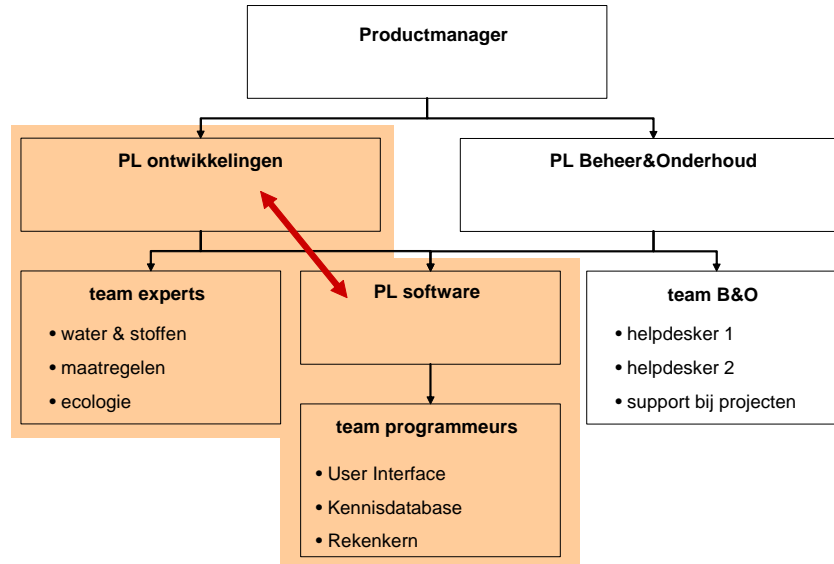 Productmanager
PL ontwikkelingen
PL Beheer&Onderhoud
team experts
• water & stoffen
• maatregelen
• ecologie
PL software
team B&O
• helpdesker 1
• helpdesker 2
• support bij projecten
team programmeurs
• User Interface
• Kennisdatabase
• Rekenkern